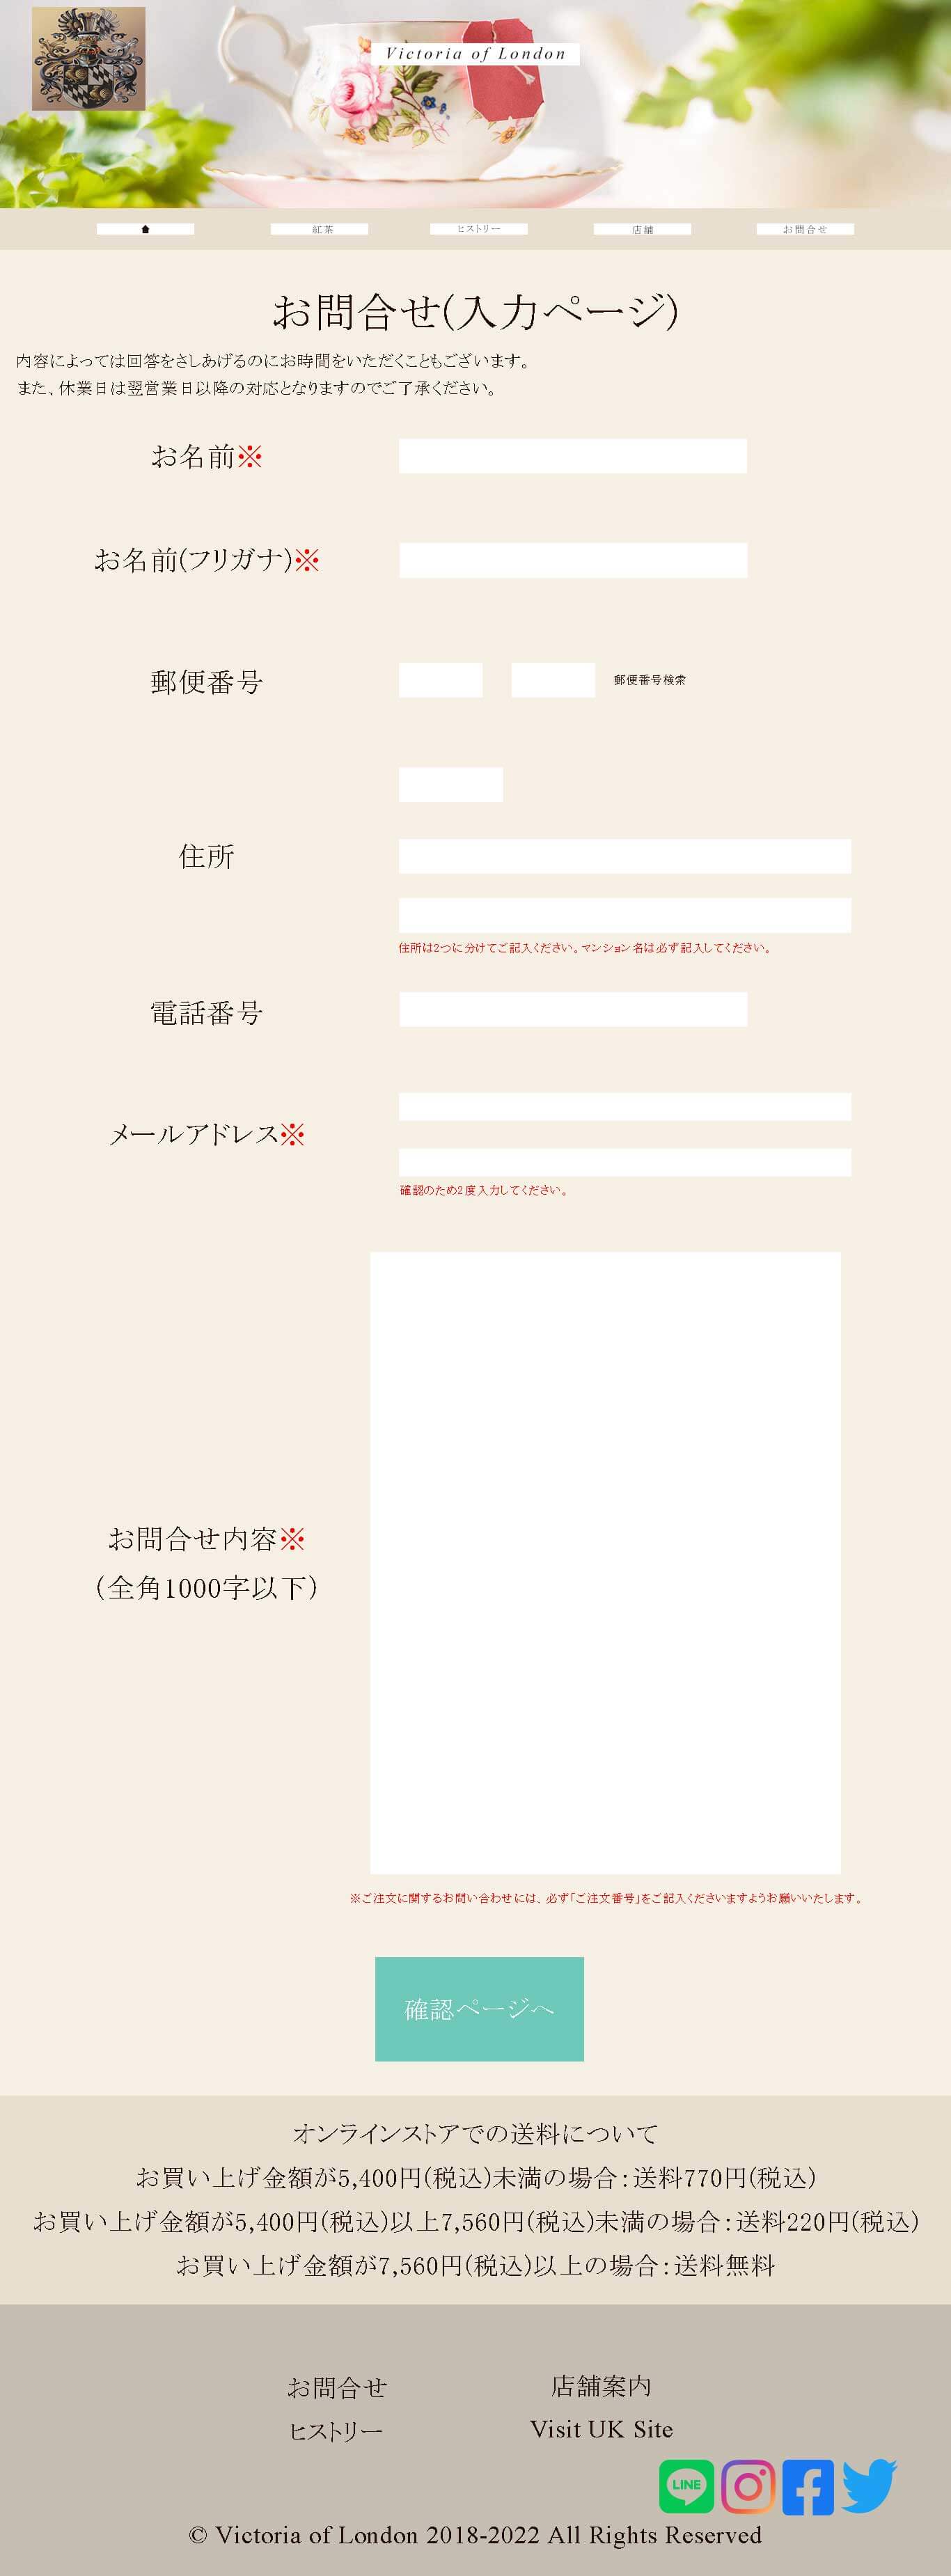 Victoria of London
紅茶
ヒストリー
店舗
お問合せ
お問合せ(入力ページ)
内容によっては回答をさしあげるのにお時間をいただくこともございます。
また、休業日は翌営業日以降の対応となりますのでご了承ください。
お名前※
お名前(フリガナ)※
郵便番号
郵便番号検索
住所
住所は2つに分けてご記入ください。マンション名は必ず記入してください。
電話番号
メールアドレス※
確認のため2度入力してください。
お問合せ内容※
(全角1000字以下)
※ご注文に関するお問い合わせには、必ず「ご注文番号」をご記入くださいますようお願いいたします。
確認ページへ
オンラインストアでの送料について
お買い上げ金額が5,400円(税込)未満の場合：送料770円(税込)
お買い上げ金額が5,400円(税込)以上7,560円(税込)未満の場合：送料220円(税込)
お買い上げ金額が7,560円(税込)以上の場合：送料無料
お問合せ
店舗案内
ヒストリー
Visit UK Site
LINE
© Victoria of London 2018-2022 All Rights Reserved